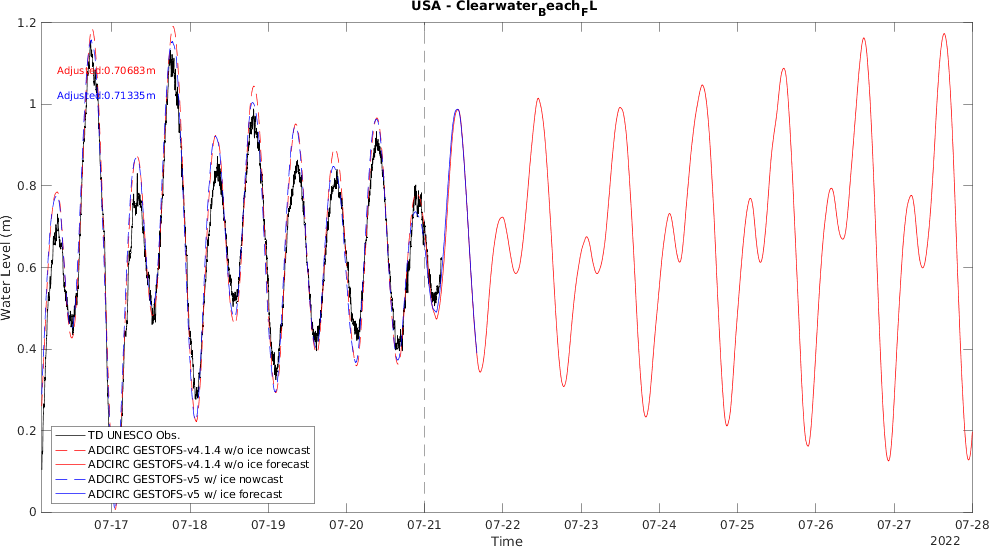 USA - Clearwater_Beach_FL
Adjusted:0.70683m
Adjusted:0.71335m
Water Level (m)
1.2
1
0.8
0.6
0.4
0.2
0
TD UNESCO Obs.
ADCIRC GESTOFS-v4.1.4 w/o ice nowcast
ADCIRC GESTOFS-v4.1.4 w/o ice forecast
ADCIRC GESTOFS-v5 w/ ice nowcast
ADCIRC GESTOFS-v5 w/ ice forecast
07-17 07-18 07-19 07-20 07-21 07-22 07-23 07-24 07-25 07-26 07-27 07-28
Time
2022